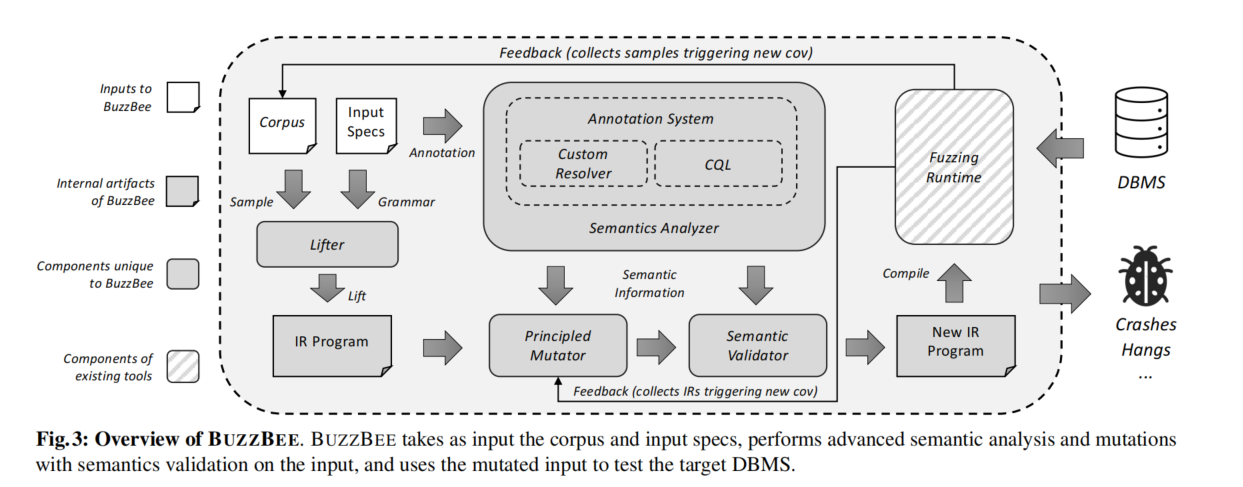 Feedback (collects samples triggering new cov)
Inputs to
BuzzBee
Corpus
Input
Specs
Annotation
Annotation System
Custom
Resolver
CQL
Semantics Analyzer
Fuzzing
Runtime
DBMS
Internal artifacts
of BuzzBee
Sample
Grammar
Lifter
Components unique
to BuzzBee
Lift
Semantic
Information
Compile
IR Program
Principled
Mutator
Semantic
Validator
New IR
Program
Crashes
Hangs
...
Components of
existing tools
Feedback (collects IRs triggering new cov)
Fig. 3: Overview of BUZZBEE. BUZZBEE takes as input the corpus and input specs, performs advanced semantic analysis and mutations
with semantics validation on the input, and uses the mutated input to test the target DBMS.